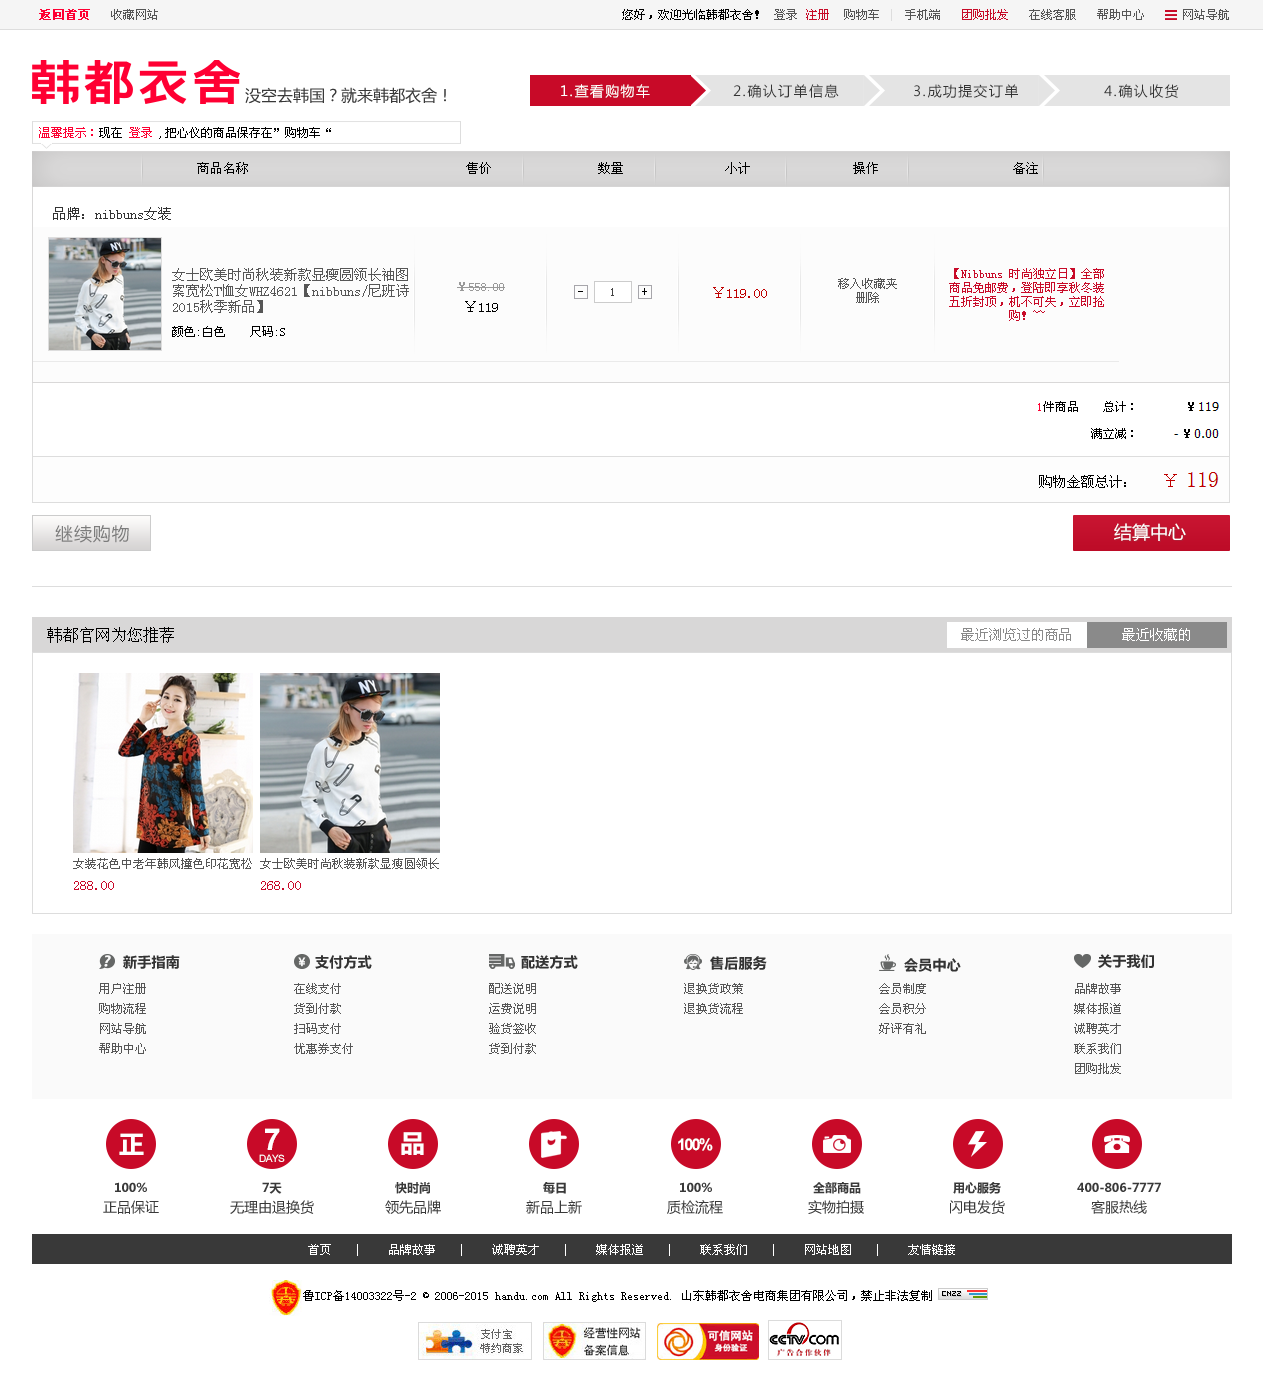 返回首页 收藏网站 您好，欢迎光临韩都衣舍！ 登录 注册 购物车 | 手机端 团购批发 在线客服 帮助中心 网站导航
韩都衣舍 没空去韩国？就来韩都衣舍！
1.查看购物车 2.确认订单信息 3.成功提交订单 4.确认收货
温馨提示：现在 登录 ,把心仪的商品保存在”购物车“
商品名称 售价 数量 小计 操作 备注
品牌：nibbuns女装
女士欧美时尚秋装新款显瘦圆领长袖图
案宽松T恤女WHZ4621【nibbuns/尼班诗
2015秋季新品】
颜色:白色 尺码:S
￥558.00
￥119
- 1 +
￥119.00
移入收藏夹
删除
【Nibbuns 时尚独立日】全部
商品免邮费，登陆即享秋冬装
五折封顶，机不可失，立即抢
购！~~
1件商品 总计： ¥ 119
满立减： - ¥ 0.00
购物金额总计： ￥ 119
继续购物 结算中心
韩都官网为您推荐 最近浏览过的商品 最近收藏的
NY
女装花色中老年韩风撞色印花宽松 女士欧美时尚秋装新款显瘦圆领长
288.00 268.00
新手指南 支付方式 配送方式 售后服务 会员中心 关于我们
用户注册 在线支付 配送说明 退换货政策 会员制度 品牌故事
购物流程 货到付款 运费说明 退换货流程 会员积分 媒体报道
网站导航 扫码支付 验货签收 好评有礼 诚聘英才
帮助中心 优惠券支付 货到付款 联系我们
团购批发
正 7 DAYS 品 100%
100% 7天 快时尚 每日 100% 全部商品 用心服务 400-806-7777
正品保证 无理由退换货 领先品牌 新品上新 质检流程 实物拍摄 闪电发货 客服热线
首页 | 品牌故事 | 诚聘英才 | 媒体报道 | 联系我们 | 网站地图 | 友情链接
鲁ICP备14003322号-2 © 2006-2015 handu.com All Rights Reserved. 山东韩都衣舍电商集团有限公司，禁止非法复制 CNZZ
支付宝 特约商家 经营性网站 备案信息 可信网站 身份验证 CCTV.com 广告合作伙伴